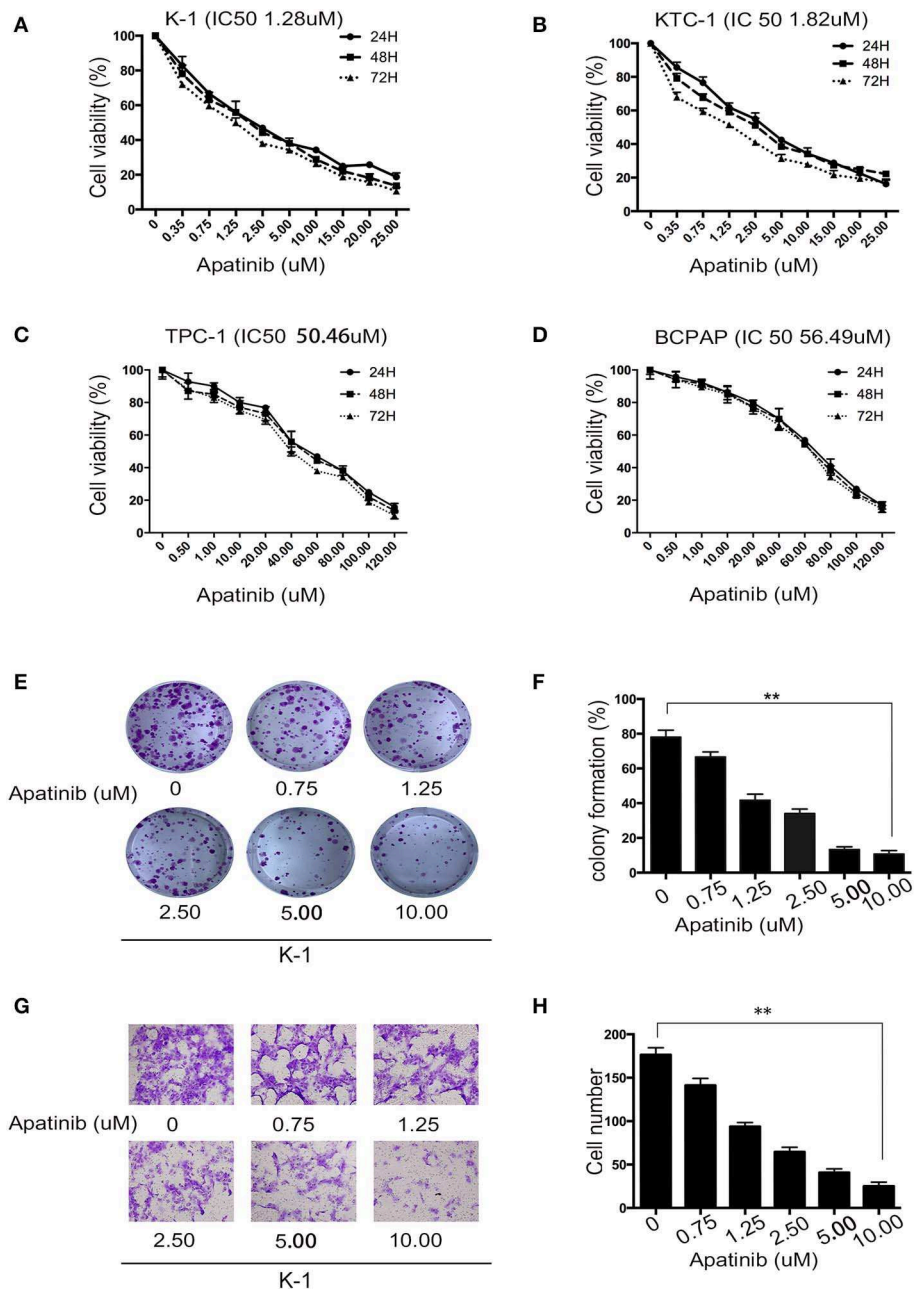 A
K-1 (IC50 1.28uM)
24H
48H
72H
Cell viability (%)
100
80
60
40
20
0
0
0.35
0.75
1.25
2.50
5.00
10.00
15.00
20.00
25.00
Apatinib (uM)
B
KTC-1 (IC 50 1.82uM)
24H
48H
72H
Cell viability (%)
100
80
60
40
20
0
0
0.35
0.75
1.25
2.50
5.00
10.00
15.00
20.00
25.00
Apatinib (uM)
C
TPC-1 (IC50 50.46uM)
24H
48H
72H
Cell viability (%)
100
80
60
40
20
0
0
0.50
1.00
10.00
20.00
40.00
60.00
80.00
100.00
120.00
Apatinib (uM)
D
BCPAP (IC 50 56.49uM)
24H
48H
72H
Cell viability (%)
100
80
60
40
20
0
0
0.50
1.00
10.00
20.00
40.00
60.00
80.00
100.00
120.00
Apatinib (uM)
E
Apatinib (uM) 0 0.75 1.25
2.50 5.00 10.00
K-1
F
**
colony formation (%)
100
80
60
40
20
0
0
0.75
1.25
2.50
5.00
10.00
Apatinib (uM)
G
Apatinib (uM) 0 0.75 1.25
2.50 5.00 10.00
K-1
H
**
Cell number
200
150
100
50
0
0
0.75
1.25
2.50
5.00
10.00
Apatinib (uM)